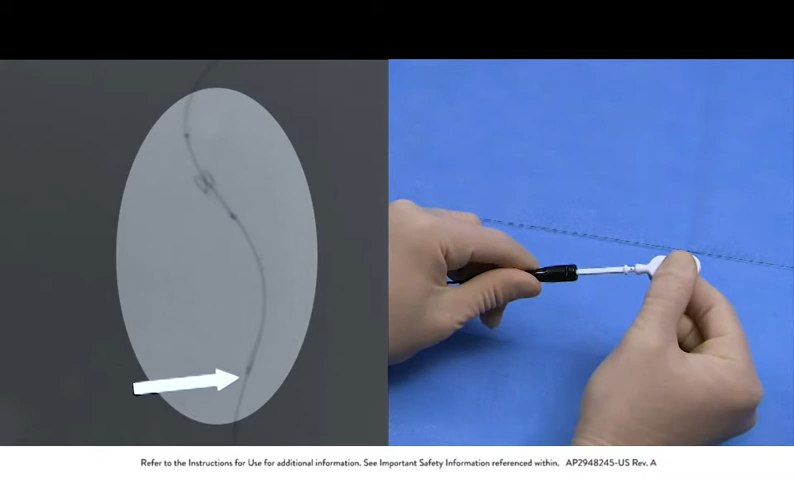 Refer to the Instructions for Use for additional information. See Important Safety Information referenced within. AP2948245-US Rev. A